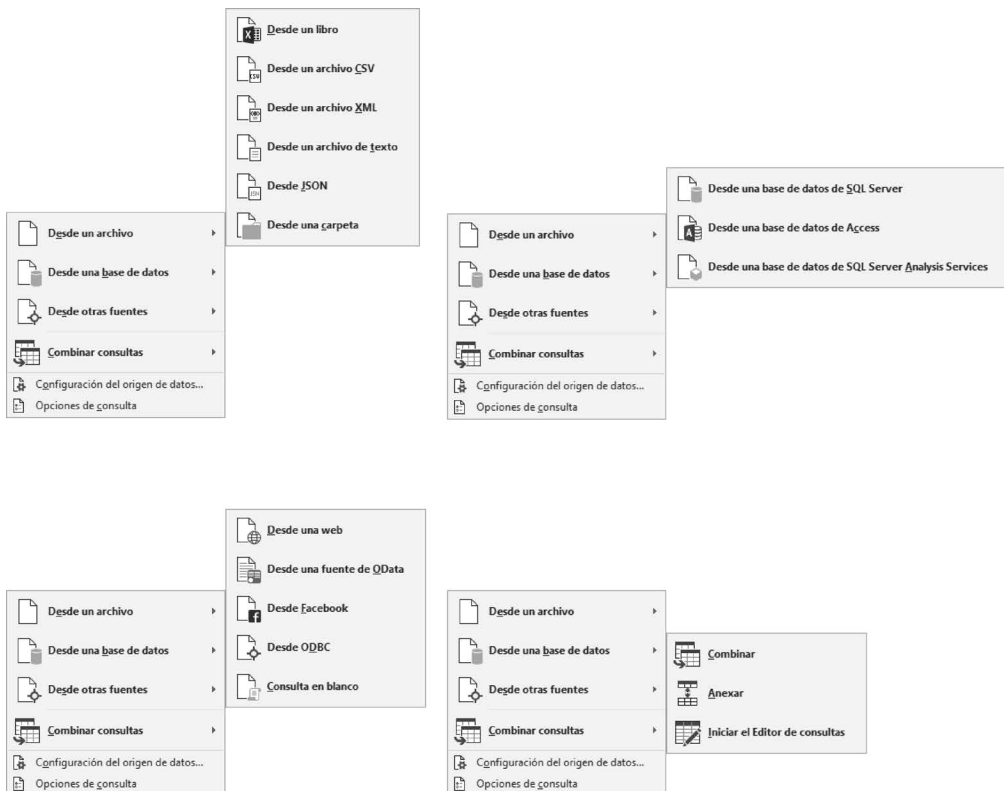 Desde un libro
Desde un archivo CSV
Desde un archivo XML
Desde un archivo de texto
Desde JSON
Desde una carpeta
Desde un archivo
Desde una base de datos
Desde otras fuentes
Combinar consultas
Configuración del origen de datos...
Opciones de consulta
Desde una base de datos de SQL Server
Desde una base de datos de Access
Desde una base de datos de SQL Server Analysis Services
Desde un archivo
Desde una base de datos
Desde otras fuentes
Combinar consultas
Configuración del origen de datos...
Opciones de consulta
Desde una web
Desde una fuente de OData
Desde Facebook
Desde ODBC
Consulta en blanco
Desde un archivo
Desde una base de datos
Desde otras fuentes
Combinar consultas
Configuración del origen de datos...
Opciones de consulta
Combinar
Anexar
Iniciar el Editor de consultas
Desde un archivo
Desde una base de datos
Desde otras fuentes
Combinar consultas
Configuración del origen de datos...
Opciones de consulta